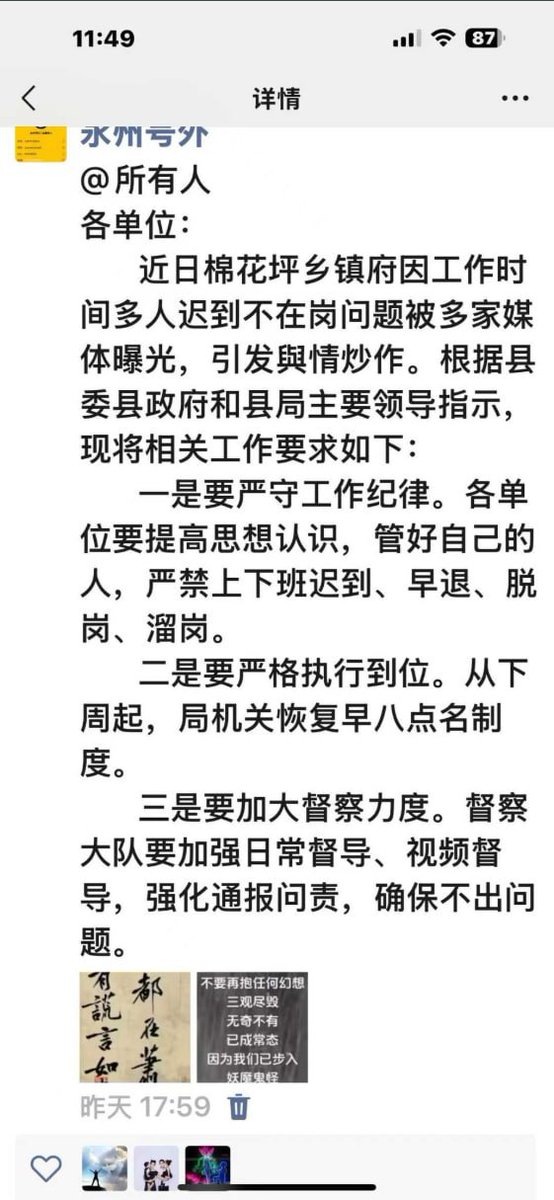 11:49
87
详情
永州号外
@所有人
各单位：
近日棉花坪乡镇府因工作时
间多人迟到不在岗问题被多家媒
体曝光，引发舆情炒作。根据县
委县政府和县局主要领导指示，
现将相关工作要求如下：
一是要严守工作纪律。各单
位要提高思想认识，管好自己的
人，严禁上下班迟到、早退、脱
岗、溜岗。
二是要严格执行到位。从下
周起，局机关恢复早八点名制
度。
三是要加大督察力度。督察
大队要加强日常督导、视频督
导，强化通报问责，确保不出问
题。
都在
有謊言如
不要再抱任何幻想
三观尽毁
无奇不有
已成常态
因为我们已步入
妖魔鬼怪
昨天 17:59